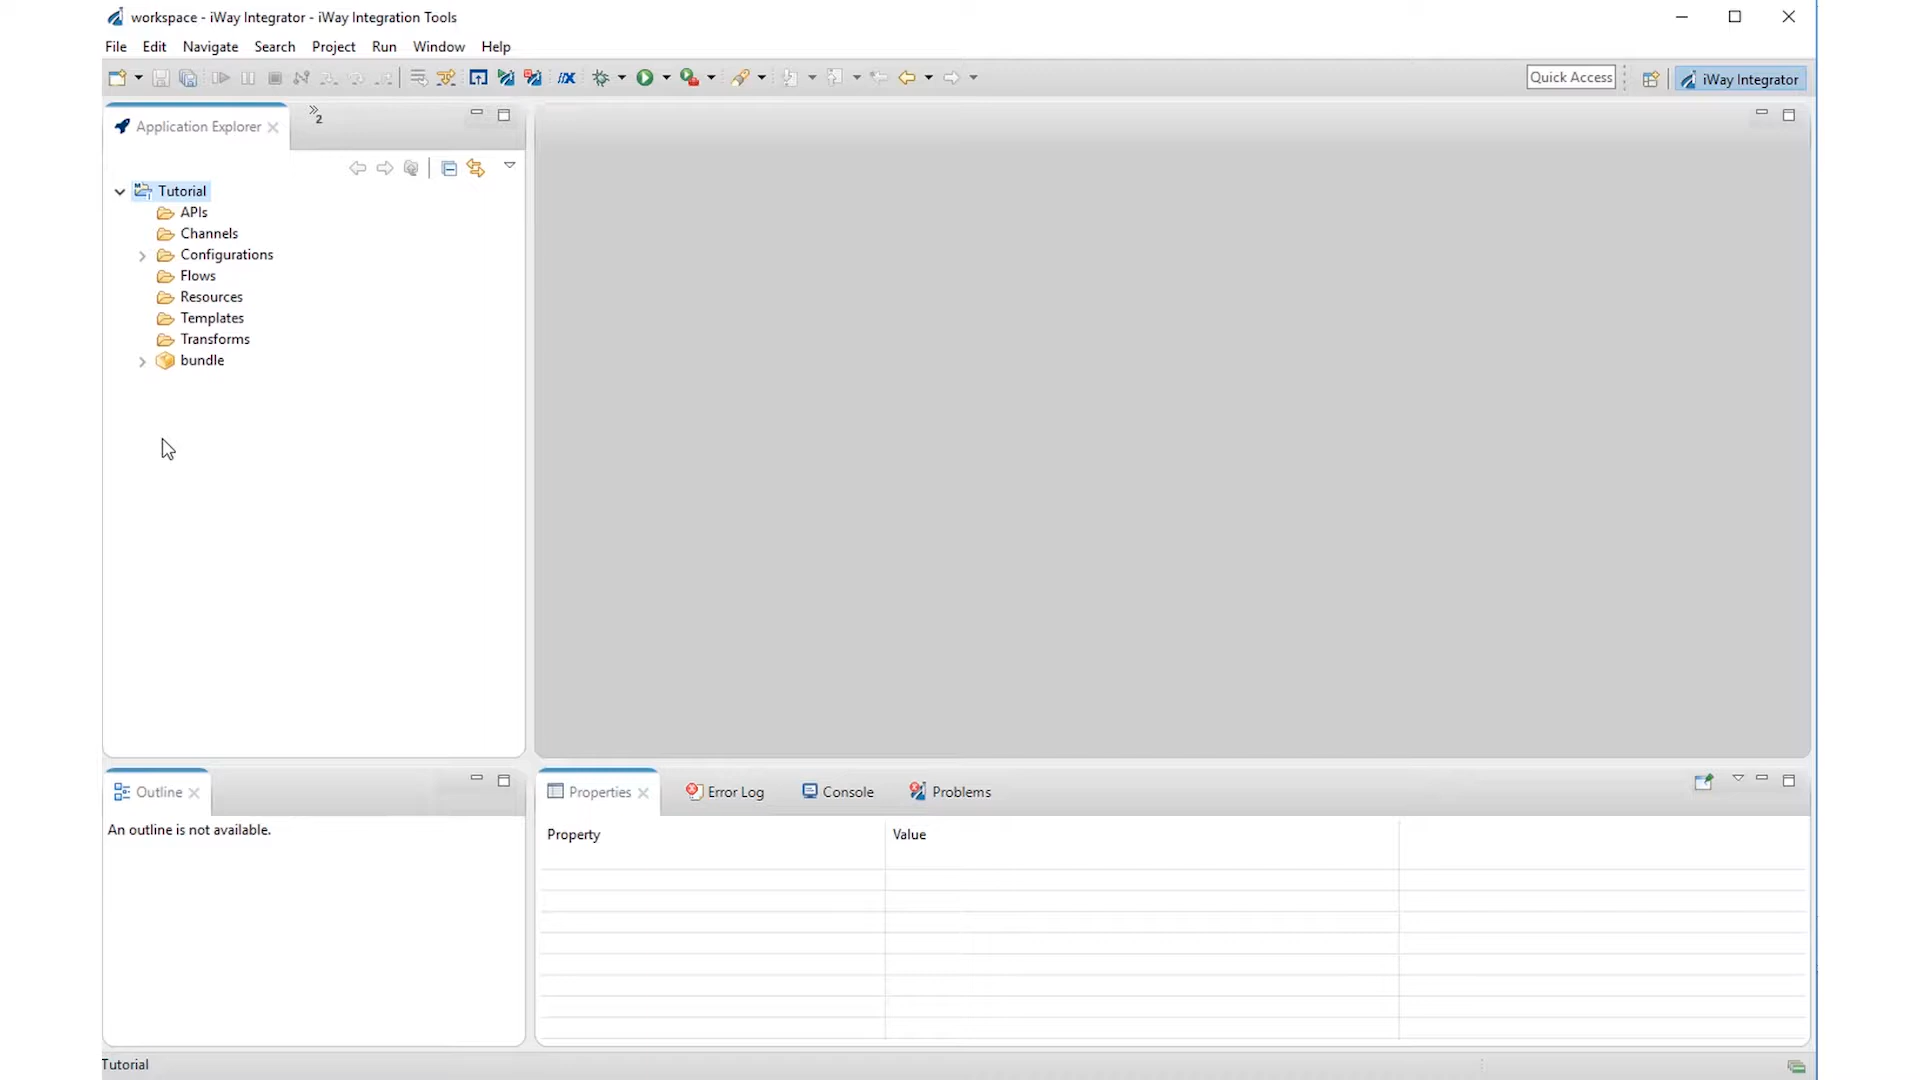 workspace - iWay Integrator - iWay Integration Tools
File Edit Navigate Search Project Run Window Help
Quick Access
iWay Integrator
Application Explorer
2
Tutorial
APIs
Channels
Configurations
Flows
Resources
Templates
Transforms
bundle
Outline
An outline is not available.
Properties Error Log Console Problems
Property Value
Tutorial